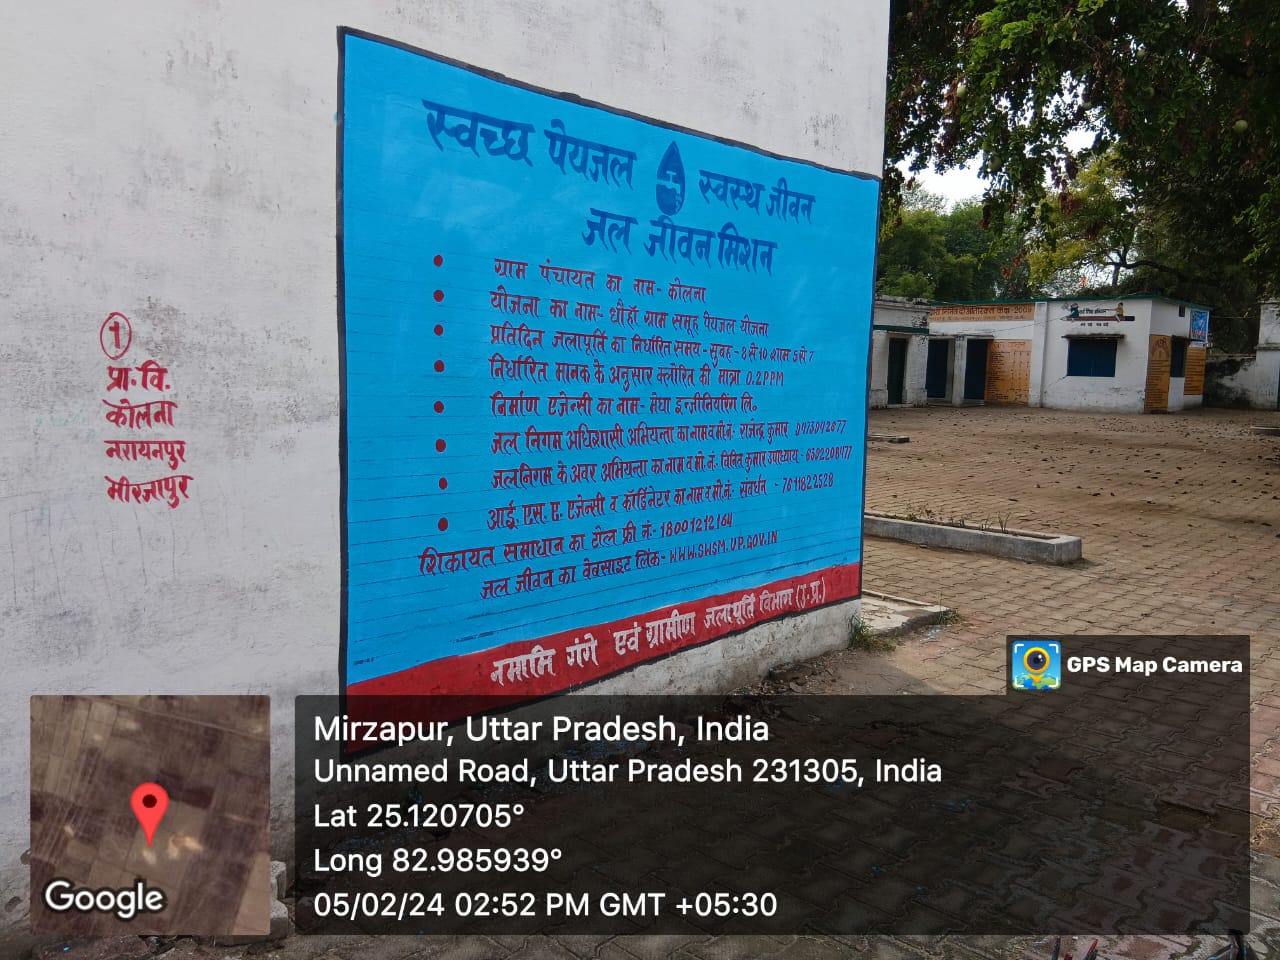 स्वच्छ पेयजल स्वस्थ जीवन
जल जीवन मिशन
ग्राम पंचायत का नाम- कोलना
योजना का नाम- धौहाँ ग्राम समूह पेयजल योजना
प्रतिदिन जलापूर्ति का निर्धारित समय- सुबह- 8 से 10 शाम 5 से 7
निर्धारित मानक के अनुसार क्लोरित की मात्रा 0.2 PPM
निर्माण एजेन्सी का नाम- मेघा इन्जीनियरिंग लि.
जल निगम अधिशासी अभियन्ता का नाम व मो.नं. राजेन्द्र कुमार
जलनिगम के अवर अभियन्ता का नाम व मो. नं. विनित कुमार उपाध्याय -
आई. एस. ए. एजेन्सी व कॉर्डिनेटर का नाम व मो.नं. संवर्धन - 7011822528
शिकायत समाधान का टोल फ्री नं.- 18001212164
जल जीवन का वेबसाइट लिंक- WWW.SWSM.UP.GOV.IN
नमामि गंगे एवं ग्रामीण जलापूर्ति विभाग (उ.प्र.)
1
प्रा.वि.
कोलना
नरायनपुर
मीरजापुर
GPS Map Camera
Mirzapur, Uttar Pradesh, India
Unnamed Road, Uttar Pradesh 231305, India
Lat 25.120705°
Long 82.985939°
05/02/24 02:52 PM GMT +05:30
Google